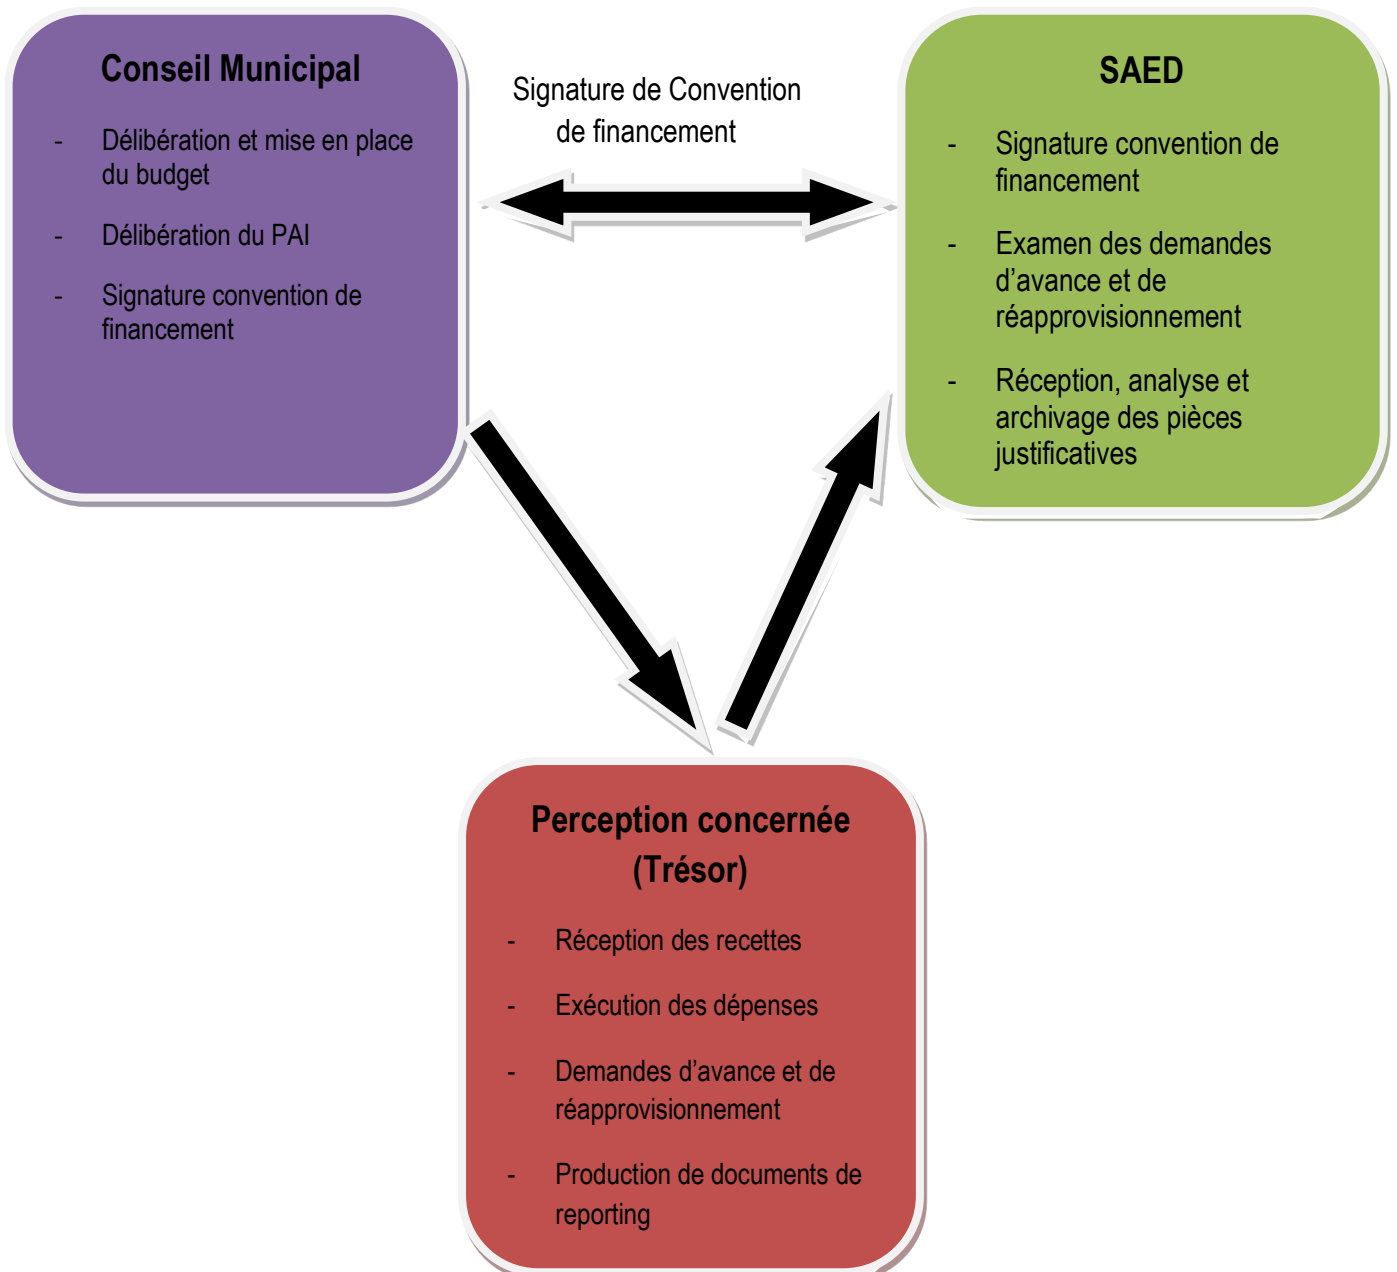 Conseil Municipal
- Délibération et mise en place
du budget
- Délibération du PAI
- Signature convention de
financement
Signature de Convention
de financement
SAED
- Signature convention de
financement
- Examen des demandes
d’avance et de
réapprovisionnement
- Réception, analyse et
archivage des pièces
justificatives
Perception concernée
(Trésor)
- Réception des recettes
- Exécution des dépenses
- Demandes d’avance et de
réapprovisionnement
- Production de documents de
reporting